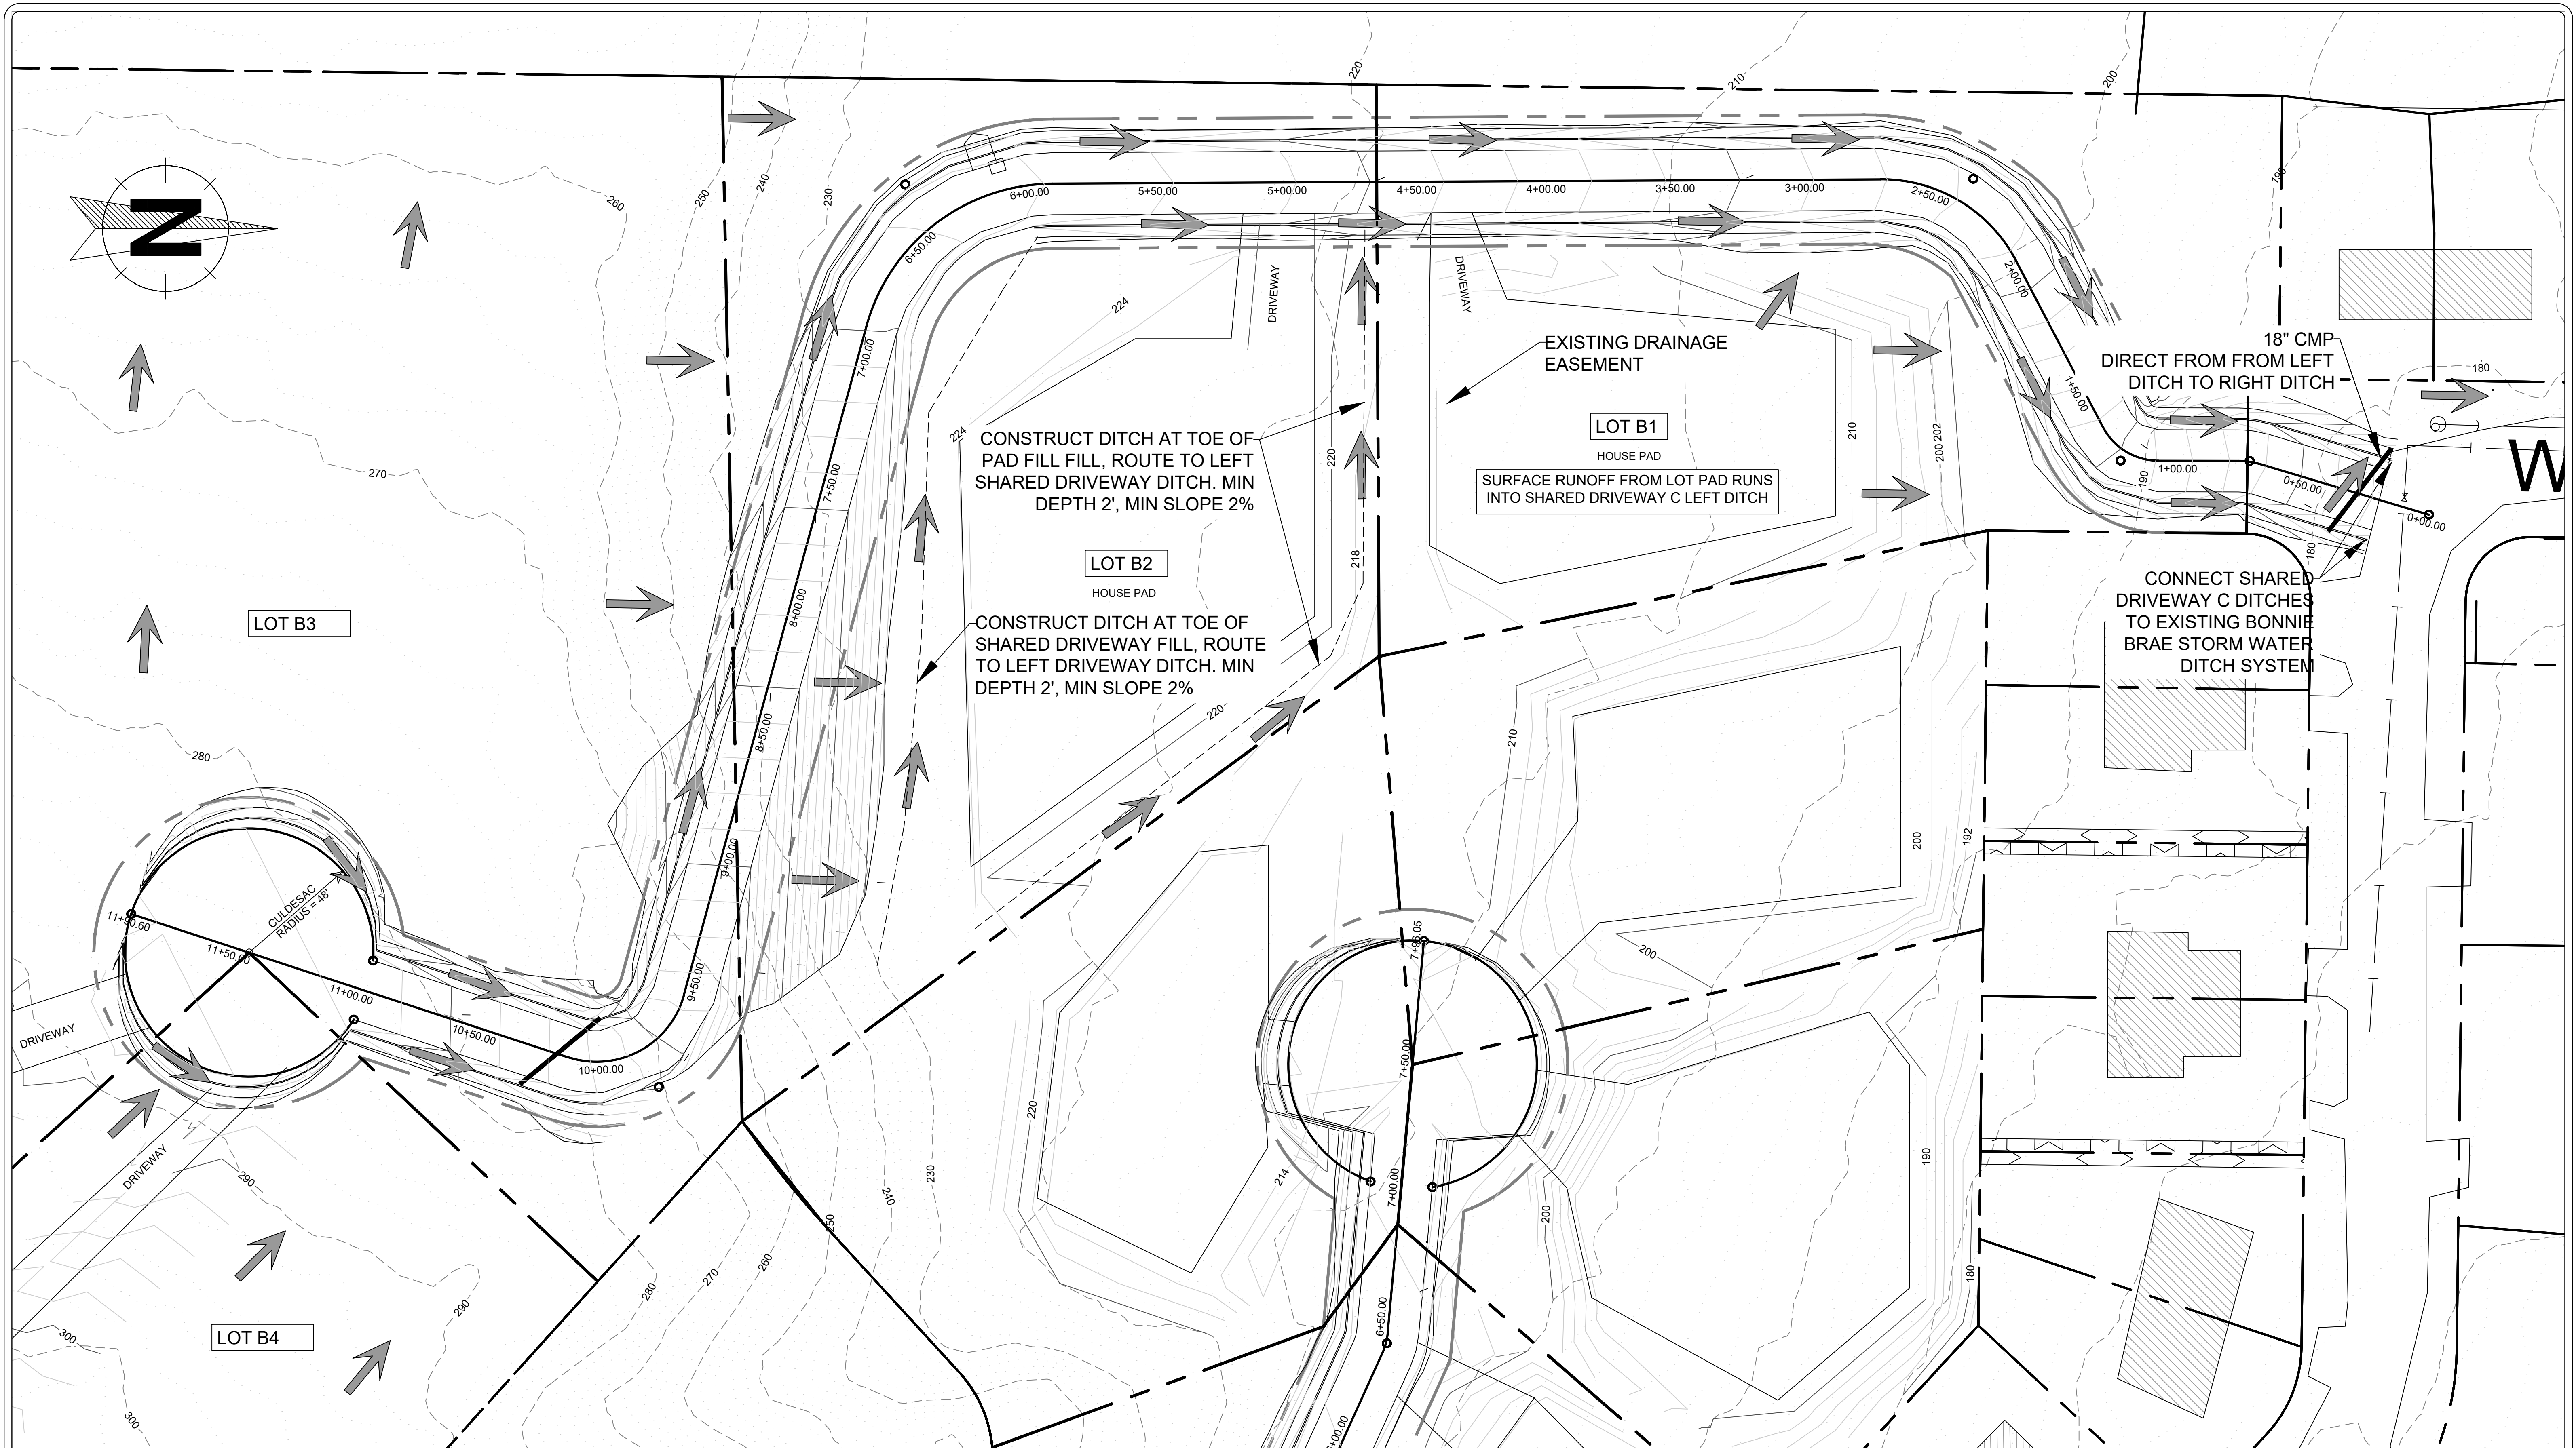 220
210
200
190
N
260
250
240
230
6+00.00
5+50.00
5+00.00
4+50.00
4+00.00
3+50.00
3+00.00
2+50.00
6+50.00
2+00.00
7+00.00
1+50.00
224
DRIVEWAY
DRIVEWAY
EXISTING DRAINAGE
EASEMENT
18" CMP
DIRECT FROM FROM LEFT
DITCH TO RIGHT DITCH
180
LOT B1
HOUSE PAD
SURFACE RUNOFF FROM LOT PAD RUNS
INTO SHARED DRIVEWAY C LEFT DITCH
210
200
202
224
CONSTRUCT DITCH AT TOE OF
PAD FILL FILL, ROUTE TO LEFT
SHARED DRIVEWAY DITCH. MIN
DEPTH 2', MIN SLOPE 2%
220
218
LOT B2
HOUSE PAD
CONSTRUCT DITCH AT TOE OF
SHARED DRIVEWAY FILL, ROUTE
TO LEFT DRIVEWAY DITCH. MIN
DEPTH 2', MIN SLOPE 2%
190
1+00.00
0+50.00
0+00.00
W
180
CONNECT SHARED
DRIVEWAY C DITCHES
TO EXISTING BONNIE
BRAE STORM WATER
DITCH SYSTEM
270
7+50.00
8+00.00
8+50.00
9+00.00
9+50.00
LOT B3
280
220
210
200
192
CULDESAC
RADIUS = 48'
11+90.60
11+50.00
11+00.00
10+50.00
10+00.00
DRIVEWAY
DRIVEWAY
7+96.05
7+50.00
7+00.00
6+50.00
200
220
214
200
190
180
290
290
280
270
260
250
240
230
LOT B4
300
300